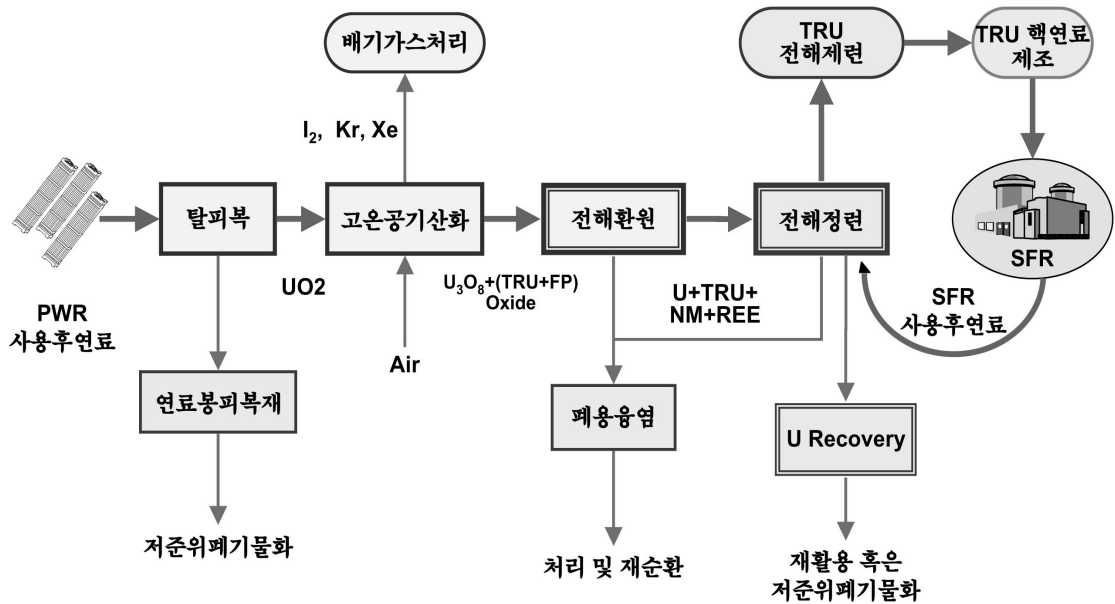 배기가스처리
TRU
전해제련
TRU 핵연료
제조
I₂, Kr, Xe
탈피복
고온공기산화
전해환원
전해정련
SFR
UO2
U₃O₈+(TRU+FP)
Oxide
U+TRU+
NM+REE
SFR
사용후연료
PWR
사용후연료
Air
연료봉피복재
폐용융염
U Recovery
저준위폐기물화
처리 및 재순환
재활용 혹은
저준위폐기물화